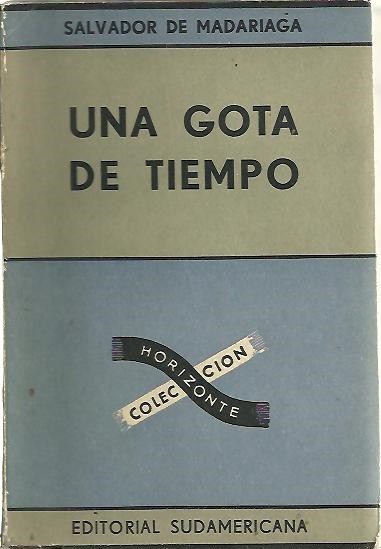 SALVADOR DE MADARIAGA
UNA GOTA
DE TIEMPO
COLECCION
HORIZONTE
EDITORIAL SUDAMERICANA